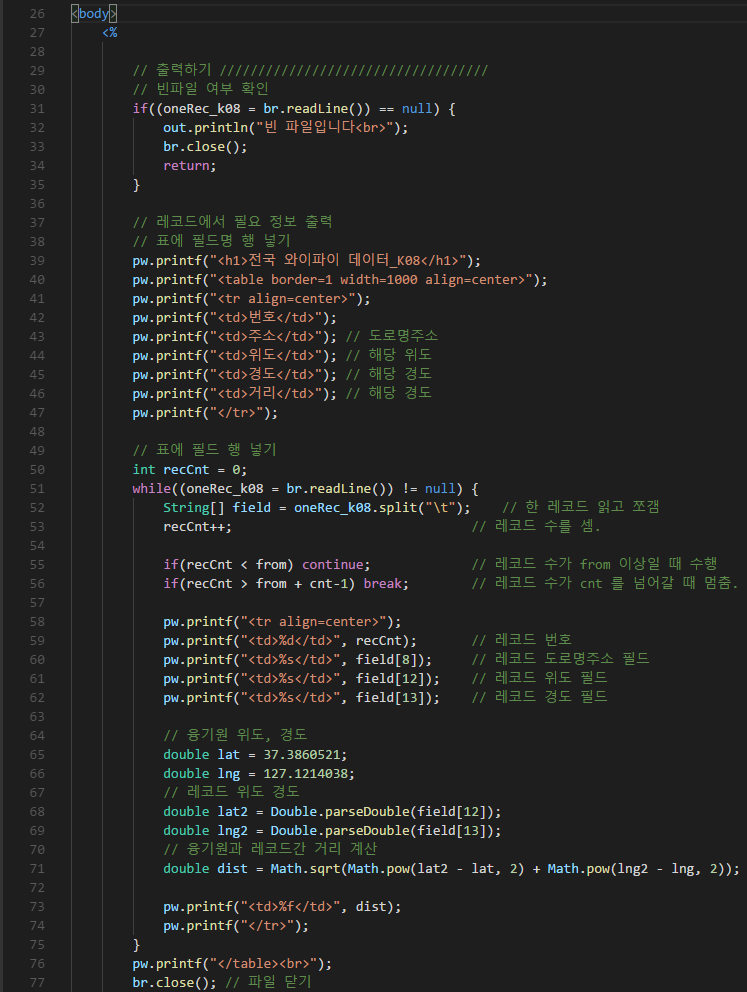 26 <body>
27 <%
28
29 // 출력하기 ///////////////////////////////////
30 // 빈파일 여부 확인
31 if((oneRec_k08 = br.readLine()) == null) {
32 out.println("빈 파일입니다<br>");
33 br.close();
34 return;
35 }
36
37 // 레코드에서 필요 정보 출력
38 // 표에 필드명 행 넣기
39 pw.printf("<h1>전국 와이파이 데이터_K08</h1>");
40 pw.printf("<table border=1 width=1000 align=center>");
41 pw.printf("<tr align=center>");
42 pw.printf("<td>번호</td>");
43 pw.printf("<td>주소</td>"); // 도로명주소
44 pw.printf("<td>위도</td>"); // 해당 위도
45 pw.printf("<td>경도</td>"); // 해당 경도
46 pw.printf("<td>거리</td>"); // 해당 경도
47 pw.printf("</tr>");
48
49 // 표에 필드 행 넣기
50 int recCnt = 0;
51 while((oneRec_k08 = br.readLine()) != null) {
52 String[] field = oneRec_k08.split("\t"); // 한 레코드 읽고 쪼갬
53 recCnt++; // 레코드 수를 셈.
54
55 if(recCnt < from) continue; // 레코드 수가 from 이상일 때 수행
56 if(recCnt > from + cnt-1) break; // 레코드 수가 cnt 를 넘어갈 때 멈춤.
57
58 pw.printf("<tr align=center>");
59 pw.printf("<td>%d</td>", recCnt); // 레코드 번호
60 pw.printf("<td>%s</td>", field[8]); // 레코드 도로명주소 필드
61 pw.printf("<td>%s</td>", field[12]); // 레코드 위도 필드
62 pw.printf("<td>%s</td>", field[13]); // 레코드 경도 필드
63
64 // 융기원 위도, 경도
65 double lat = 37.3860521;
66 double lng = 127.1214038;
67 // 레코드 위도 경도
68 double lat2 = Double.parseDouble(field[12]);
69 double lng2 = Double.parseDouble(field[13]);
70 // 융기원과 레코드간 거리 계산
71 double dist = Math.sqrt(Math.pow(lat2 - lat, 2) + Math.pow(lng2 - lng, 2));
72
73 pw.printf("<td>%f</td>", dist);
74 pw.printf("</tr>");
75 }
76 pw.printf("</table><br>");
77 br.close(); // 파일 닫기